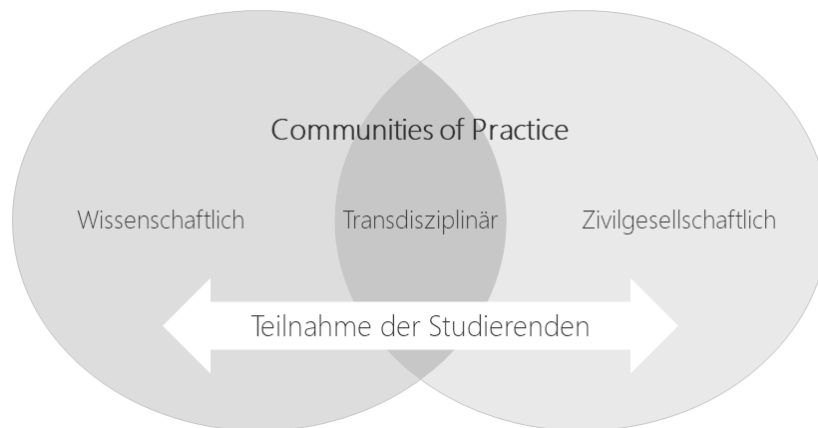 Communities of Practice
Wissenschaftlich Transdisziplinär Zivilgesellschaftlich
Teilnahme der Studierenden